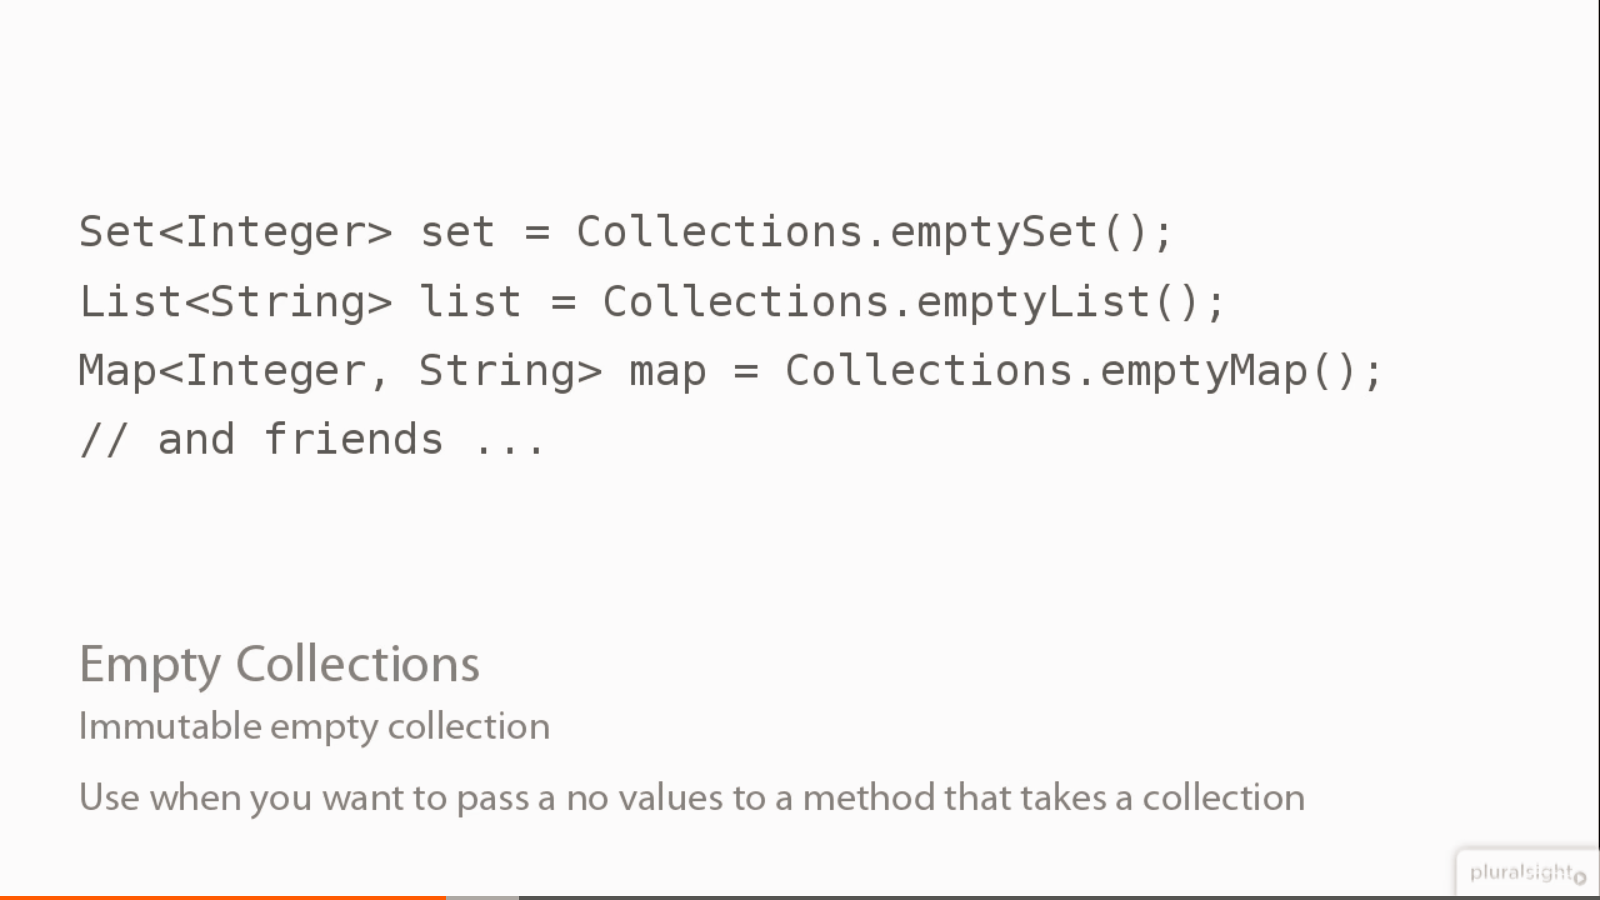 Set<Integer> set = Collections.emptySet();
List<String> list = Collections.emptyList();
Map<Integer, String> map = Collections.emptyMap();
// and friends ...
Empty Collections
Immutable empty collection
Use when you want to pass a no values to a method that takes a collection
pluralsight